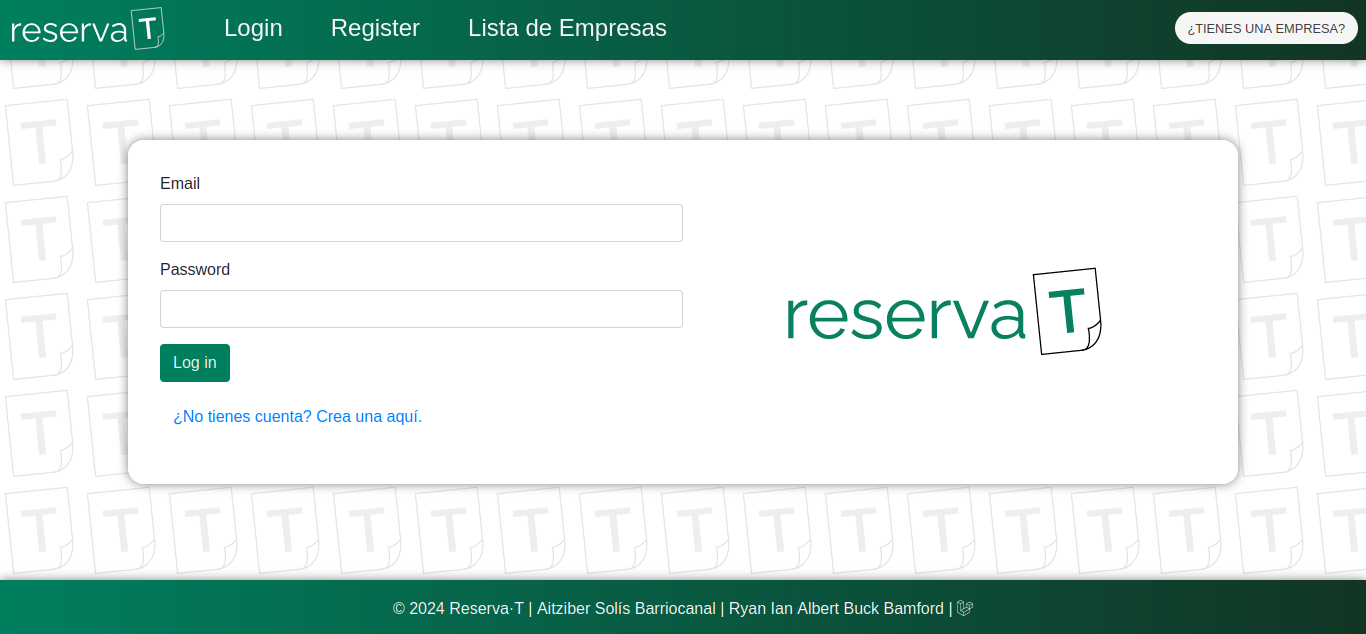 reservaT Login Register Lista de Empresas ¿TIENES UNA EMPRESA?
Email
Password
reservaT
Log in
¿No tienes cuenta? Crea una aquí.
© 2024 Reserva·T | Aitziber Solís Barriocanal | Ryan Ian Albert Buck Bamford |